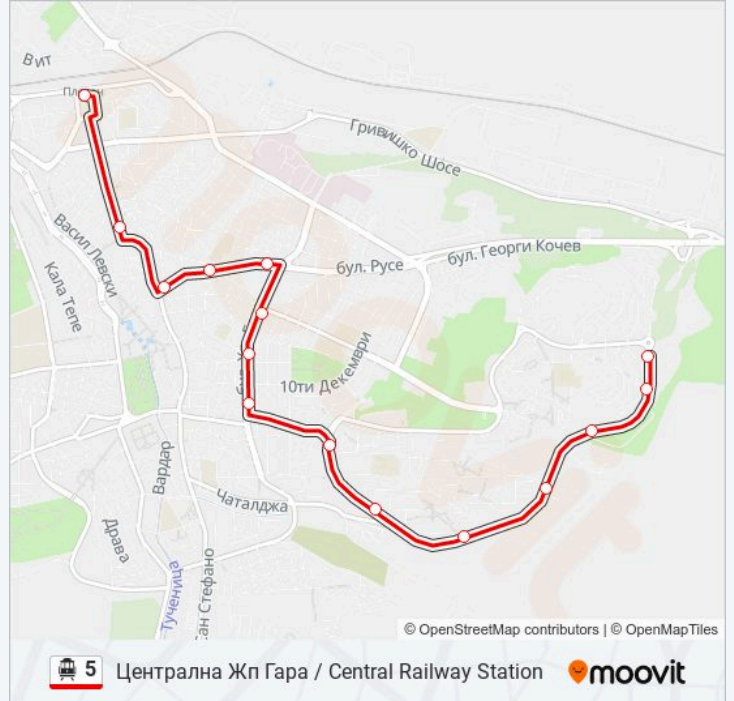 Вит
Гривишко Шосе
Васил Левски
Кала Тепе
бул. Русе
бул. Георги Кочев
10ти Декември
Вардар
Чаталджа
Драва
Тученица
Сан Стефано
© OpenStreetMap contributors | © OpenMapTiles
5 Централна Жп Гара / Central Railway Station
moovit